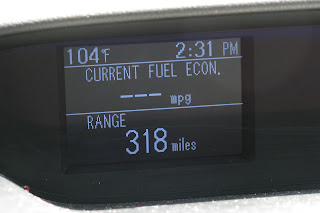 104°F 2:31 PM
CURRENT FUEL ECON.
--- mpg
RANGE
318 miles